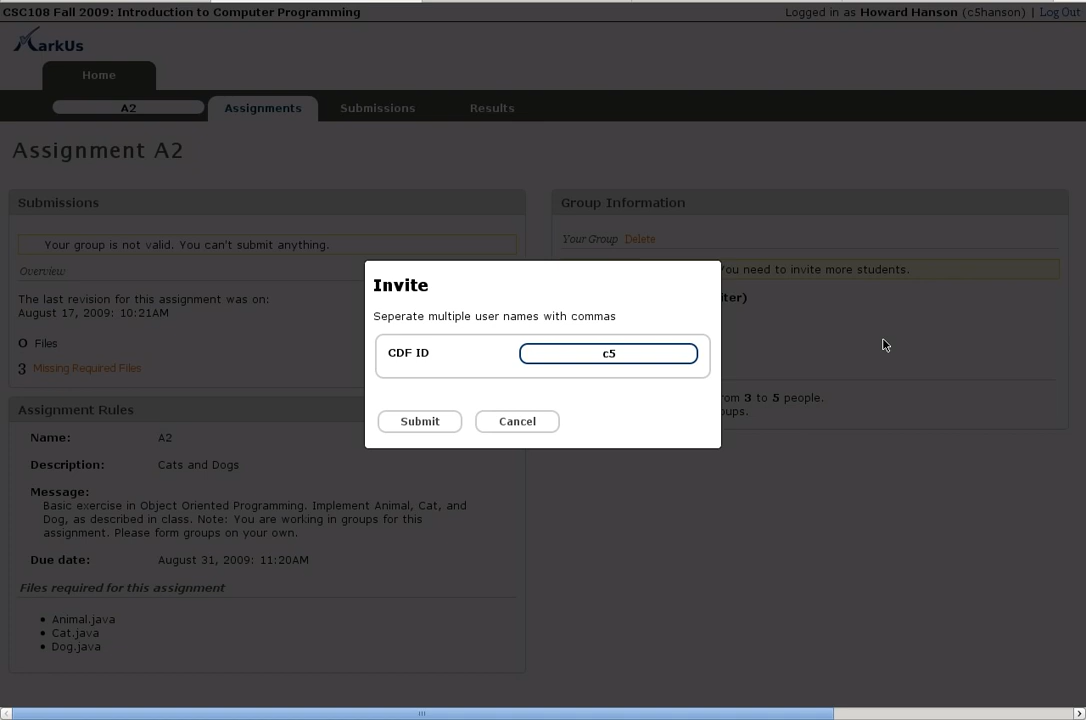 CSC108 Fall 2009: Introduction to Computer Programming
Logged in as Howard Hanson (c5hanson) | Log Out
MarkUs
Home
A2 Assignments Submissions Results
Assignment A2
Submissions
Your group is not valid. You can't submit anything.
Overview
The last revision for this assignment was on:
August 17, 2009: 10:21AM
0 Files
3 Missing Required Files
Assignment Rules
Name: A2
Description: Cats and Dogs
Message:
Basic exercise in Object Oriented Programming. Implement Animal, Cat, and
Dog, as described in class. Note: You are working in groups for this
assignment. Please form groups on your own.
Due date: August 31, 2009: 11:20AM
Files required for this assignment
• Animal.java
• Cat.java
• Dog.java
Group Information
Your Group Delete
You need to invite more students.
3 to 5 people.
Invite
Seperate multiple user names with commas
CDF ID c5
Submit Cancel